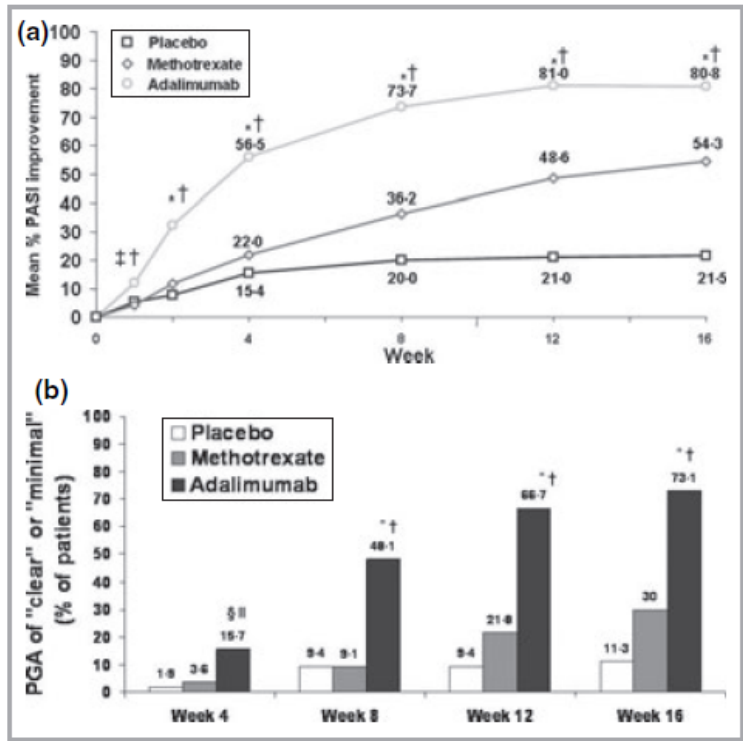 (a)
100
90
80
70
60
50
40
30
20
10
0
Mean % PASI improvement
Placebo
Methotrexate
Adalimumab
‡†
*†
*†
56·5
*†
73·7
*†
81·0
*†
80·8
22·0
36·2
48·6
54·3
15·4
20·0
21·0
21·5
0 4 8 12 16
Week
(b)
PGA of "clear" or "minimal"
(% of patients)
100
90
80
70
60
50
40
30
20
10
0
Placebo
Methotrexate
Adalimumab
§||
1·9 3·6 15·7
*†
9·4 9·1 48·1
*†
9·4 21·8 66·7
*†
11·3 30 73·1
Week 4 Week 8 Week 12 Week 16